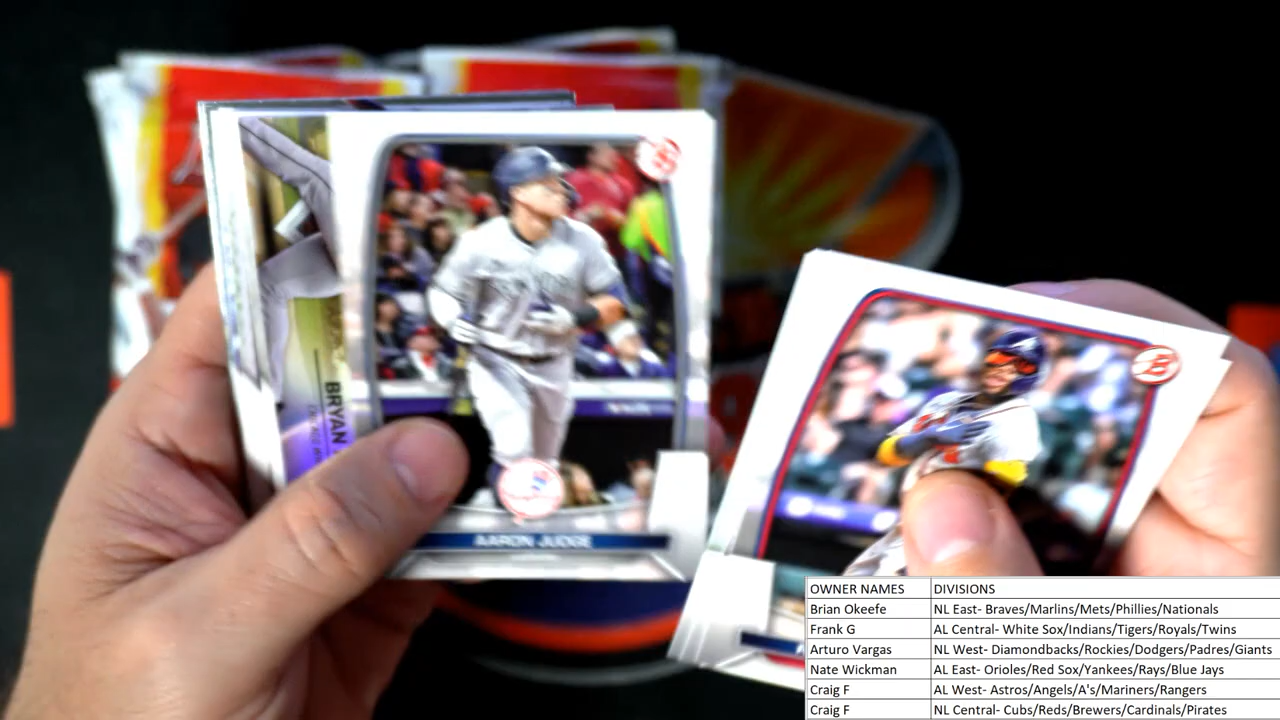 BRYAN
AARON JUDGE
OWNER NAMES DIVISIONS
Brian Okeefe NL East- Braves/Marlins/Mets/Phillies/Nationals
Frank G AL Central- White Sox/Indians/Tigers/Royals/Twins
Arturo Vargas NL West- Diamondbacks/Rockies/Dodgers/Padres/Giants
Nate Wickman AL East- Orioles/Red Sox/Yankees/Rays/Blue Jays
Craig F AL West- Astros/Angels/A's/Mariners/Rangers
Craig F NL Central- Cubs/Reds/Brewers/Cardinals/Pirates